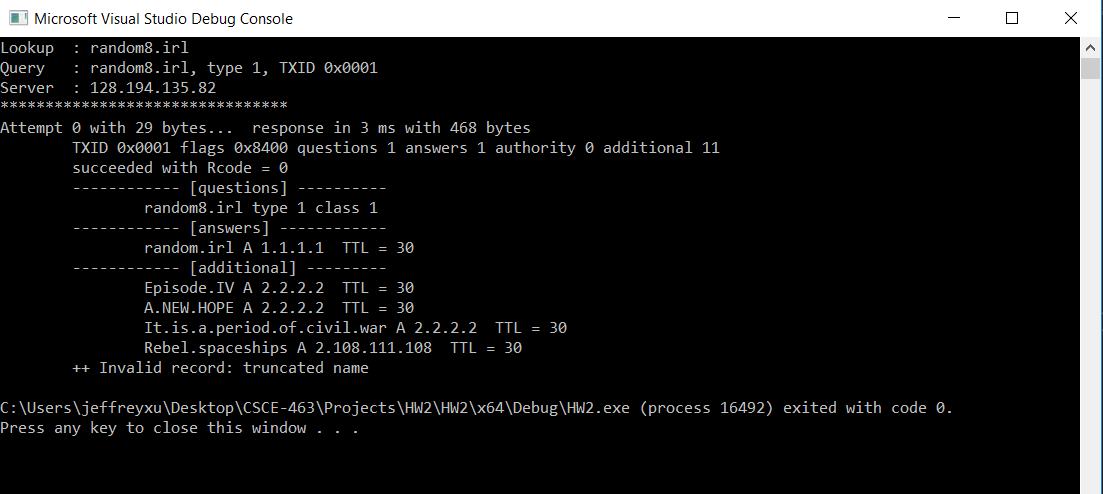 Microsoft Visual Studio Debug Console
Lookup  : random8.irl
Query   : random8.irl, type 1, TXID 0x0001
Server  : 128.194.135.82
********************************
Attempt 0 with 29 bytes...  response in 3 ms with 468 bytes
        TXID 0x0001 flags 0x8400 questions 1 answers 1 authority 0 additional 11
        succeeded with Rcode = 0
        ------------ [questions] ----------
                random8.irl type 1 class 1
        ------------ [answers] ------------
                random.irl A 1.1.1.1  TTL = 30
        ------------ [additional] ---------
                Episode.IV A 2.2.2.2  TTL = 30
                A.NEW.HOPE A 2.2.2.2  TTL = 30
                It.is.a.period.of.civil.war A 2.2.2.2  TTL = 30
                Rebel.spaceships A 2.108.111.108  TTL = 30
        ++ Invalid record: truncated name
C:\Users\jeffreyxu\Desktop\CSCE-463\Projects\HW2\HW2\x64\Debug\HW2.exe (process 16492) exited with code 0.
Press any key to close this window . . .